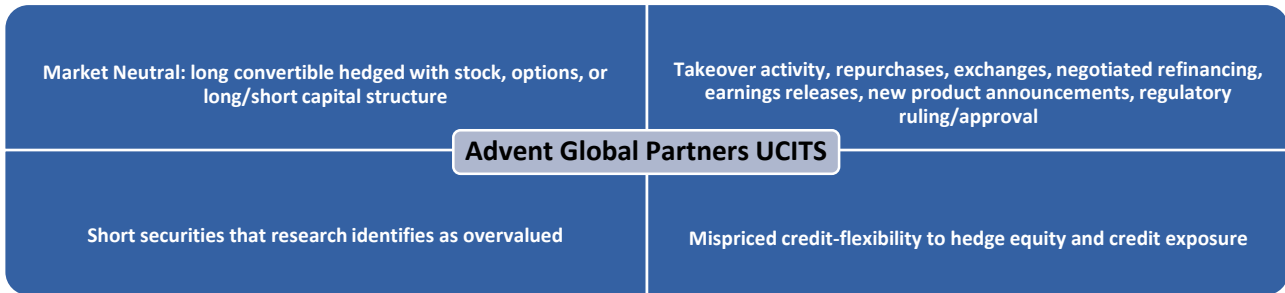 Market Neutral: long convertible hedged with stock, options, or
long/short capital structure
Takeover activity, repurchases, exchanges, negotiated refinancing,
earnings releases, new product announcements, regulatory
ruling/approval
Advent Global Partners UCITS
Short securities that research identifies as overvalued
Mispriced credit-flexibility to hedge equity and credit exposure